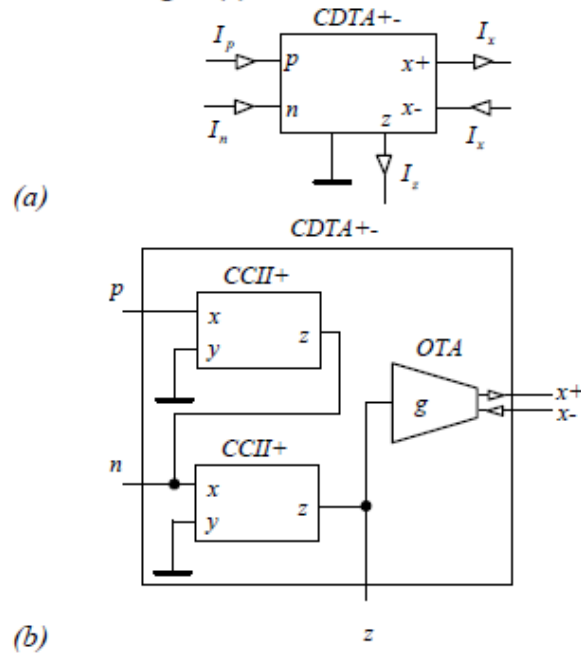 CDTA+-
I_p
I_x
p
x+
n
x-
z
I_n
I_x
I_z
(a)
CDTA+-
CCII+
p
x
z
y
OTA
g
x+
x-
CCII+
n
x
z
y
(b)
z